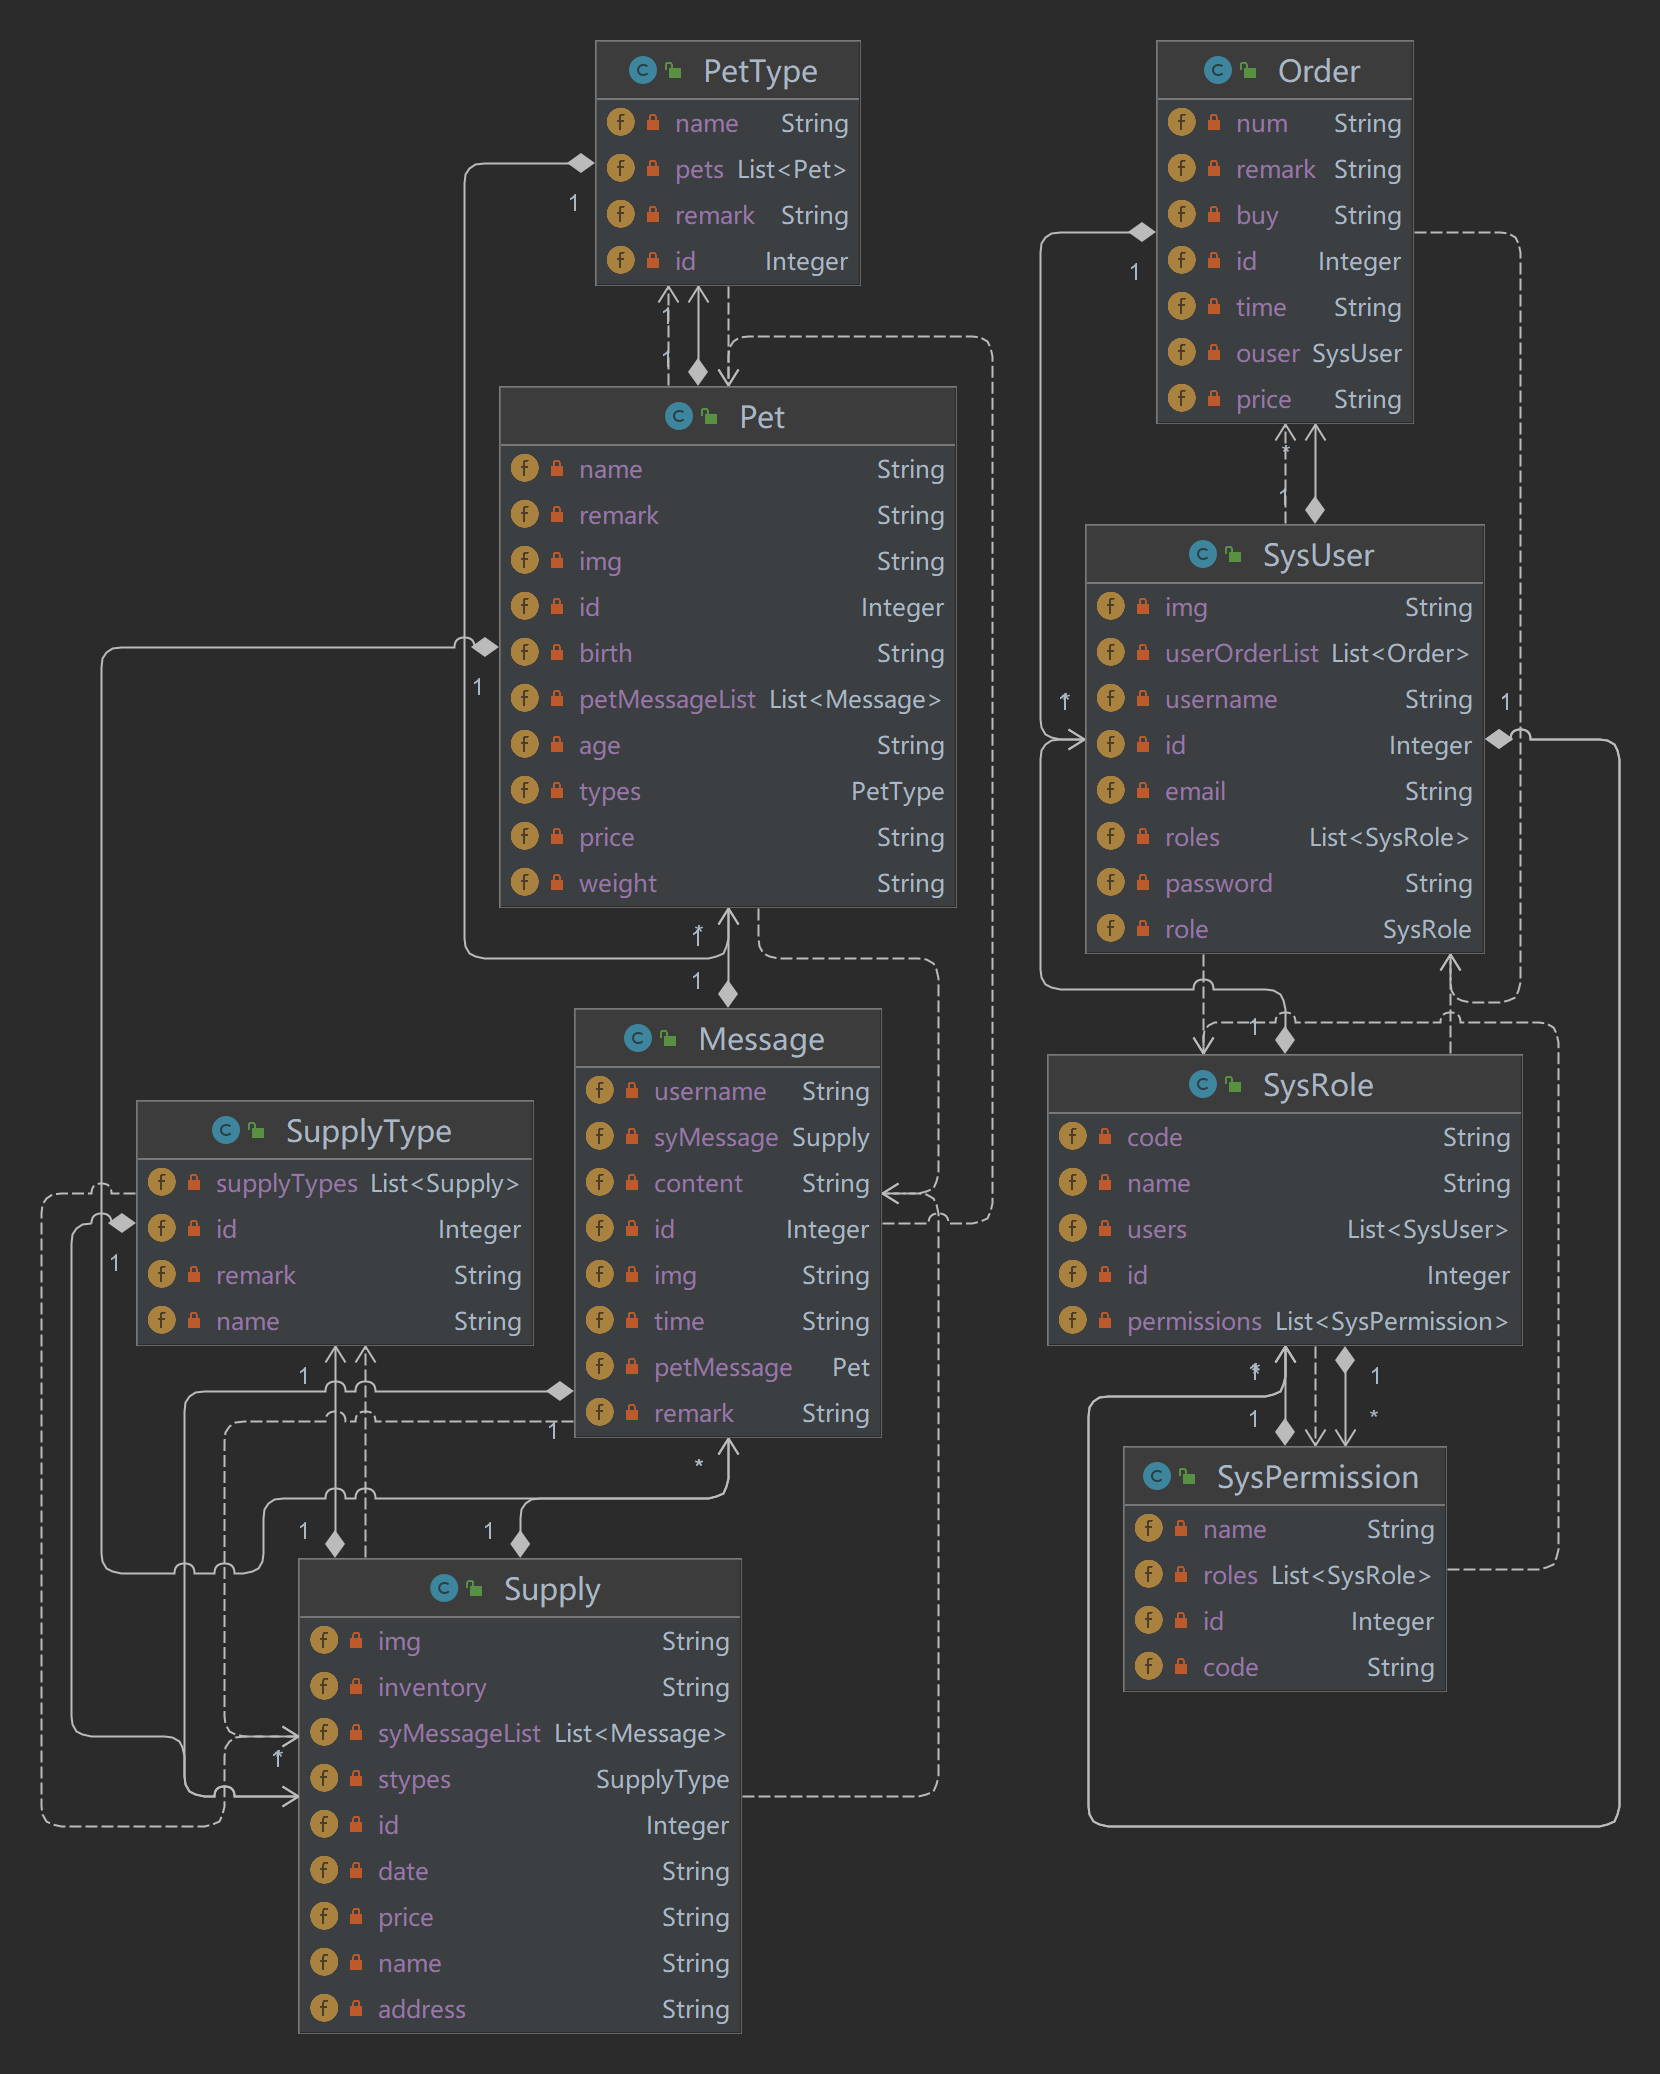 PetType
name String
pets List<Pet>
remark String
id Integer
1
1
1
Pet
name String
remark String
img String
id Integer
birth String
petMessageList List<Message>
age String
types PetType
price String
weight String
1
*
1
1
Message
username String
syMessage Supply
content String
id Integer
img String
time String
petMessage Pet
remark String
1
*
SupplyType
supplyTypes List<Supply>
id Integer
remark String
name String
1
1
1
1
Supply
img String
inventory String
syMessageList List<Message>
stypes SupplyType
id Integer
date String
price String
name String
address String
1
*
Order
num String
remark String
buy String
id Integer
time String
ouser SysUser
price String
1
*
1
SysUser
img String
userOrderList List<Order>
username String
id Integer
email String
roles List<SysRole>
password String
role SysRole
1
*
1
1
SysRole
code String
name String
users List<SysUser>
id Integer
permissions List<SysPermission>
1
*
1
1
*
SysPermission
name String
roles List<SysRole>
id Integer
code String